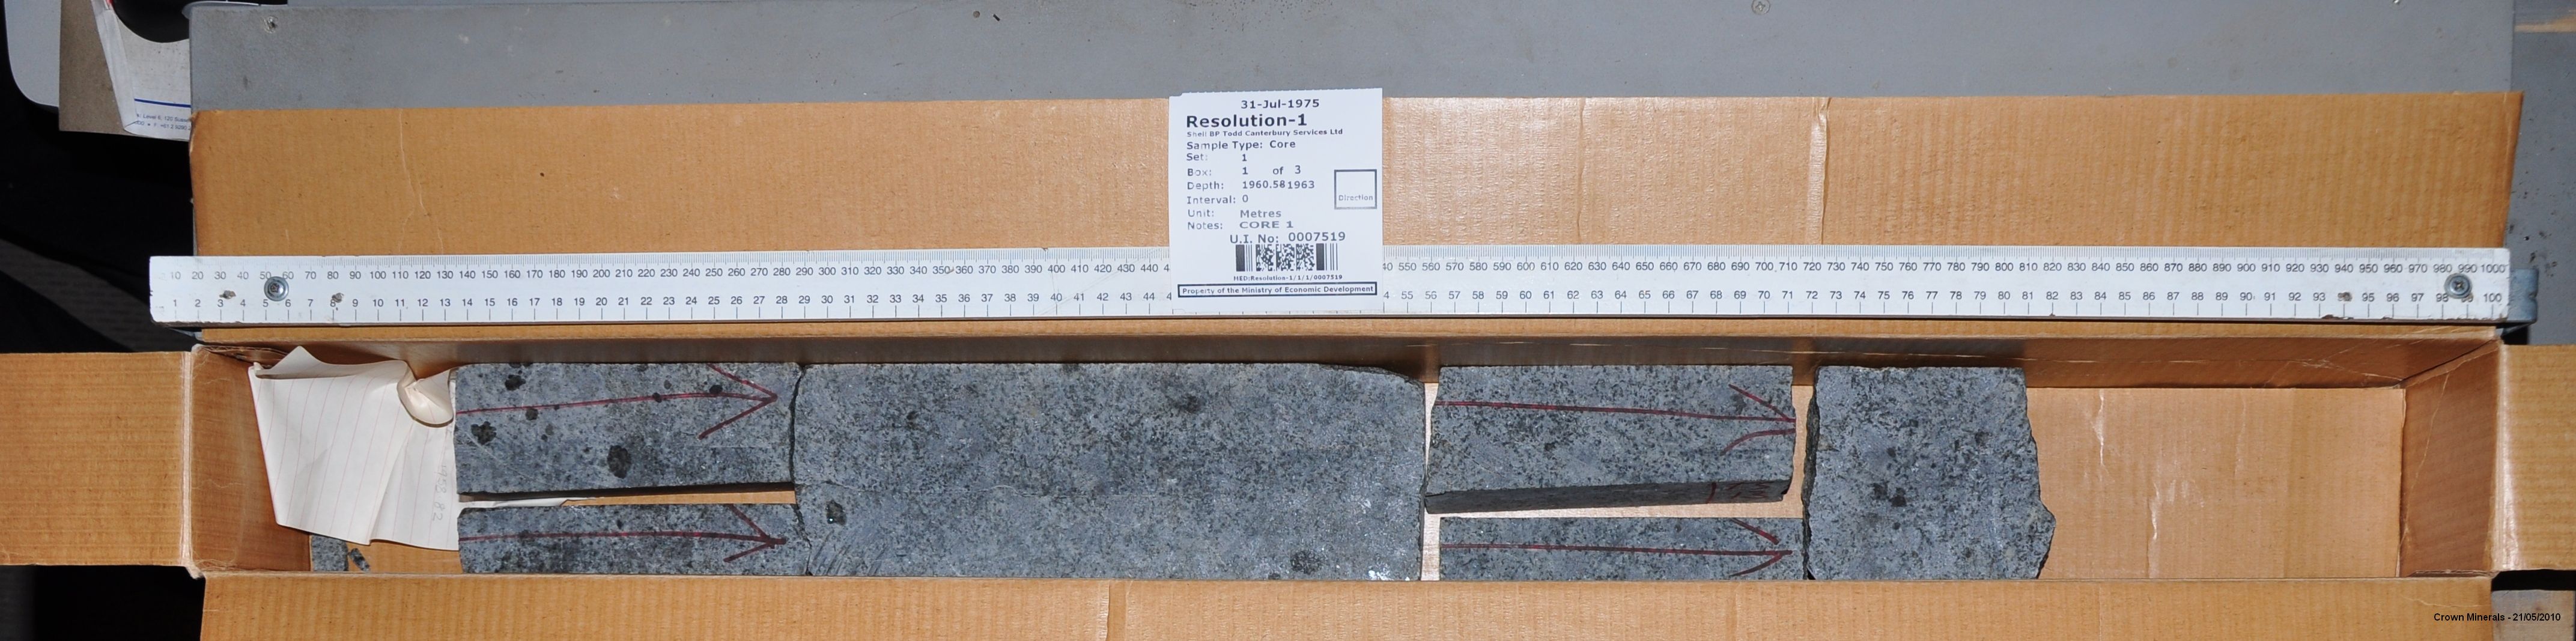 31-Jul-1975
Resolution-1
Shell BP Todd Canterbury Services Ltd
Sample Type: Core
Set: 1
Box: 1 of 3
Depth: 1960.581963
Direction
Interval: 0
Unit: Metres
Notes: CORE 1
U.I. No: 0007519
MED:Resolution-1/1/1/0007519
Property of the Ministry of Economic Development
10 20 30 40 50 60 70 80 90 100 110 120 130 140 150 160 170 180 190 200 210 220 230 240 250 260 270 280 290 300 310 320 330 340 350 360 370 380 390 400 410 420 430 440 4 40 550 560 570 580 590 600 610 620 630 640 650 660 670 680 690 700 710 720 730 740 750 760 770 780 790 800 810 820 830 840 850 860 870 880 890 900 910 920 930 940 950 960 970 980 990 1000
1 2 3 4 5 6 7 8 9 10 11 12 13 14 15 16 17 18 19 20 21 22 23 24 25 26 27 28 29 30 31 32 33 34 35 36 37 38 39 40 41 42 43 44 4 4 55 56 57 58 59 60 61 62 63 64 65 66 67 68 69 70 71 72 73 74 75 76 77 78 79 80 81 82 83 84 85 86 87 88 89 90 91 92 93 95 96 97 98 99 100
Crown Minerals - 21/05/2010